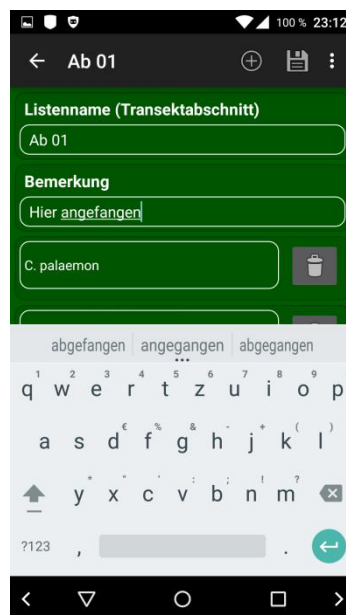 100 % 23:12
Ab 01
Listenname (Transektabschnitt)
Ab 01
Bemerkung
Hier angefangen
C. palaemon
abgefangen angegangen abgegangen
1 2 3 4 5 6 7 8 9 0
q w e r t z u i o p
€ % & - + ( )
a s d f g h j k l
* " ' : ; ! ?
y x c v b n m
?123 , .